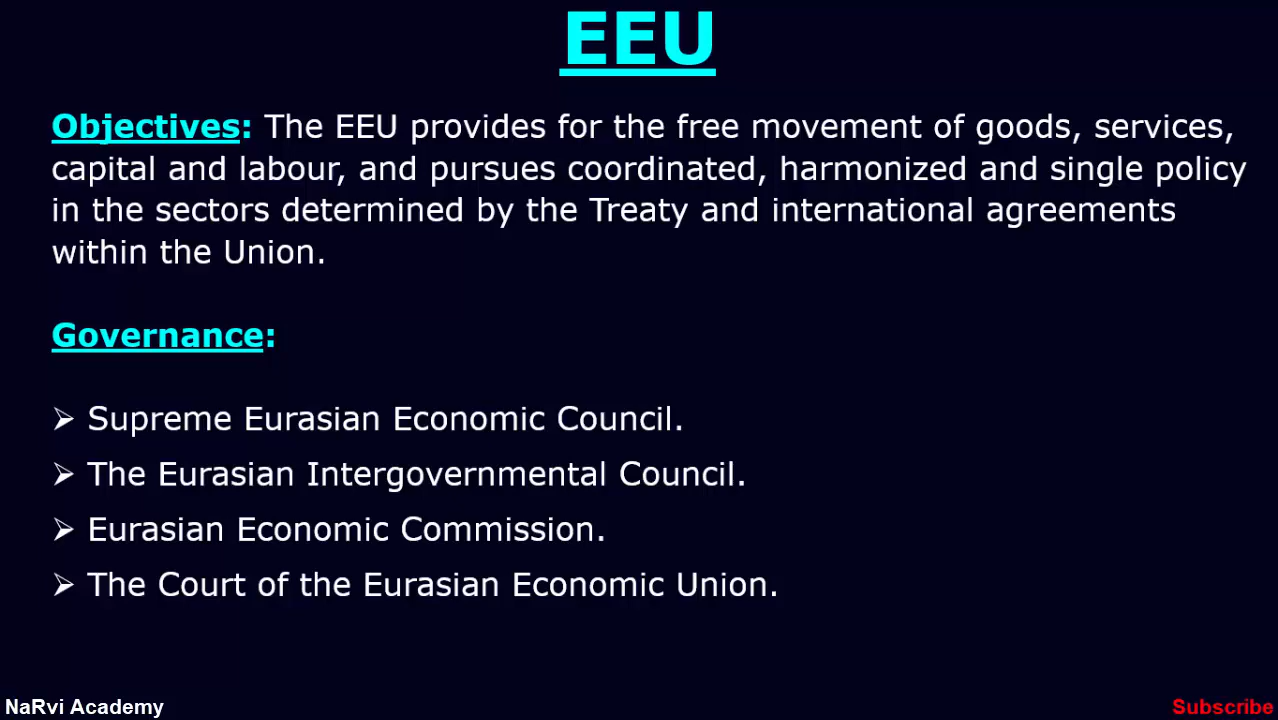 EEU
Objectives: The EEU provides for the free movement of goods, services,
capital and labour, and pursues coordinated, harmonized and single policy
in the sectors determined by the Treaty and international agreements
within the Union.
Governance:
➢ Supreme Eurasian Economic Council.
➢ The Eurasian Intergovernmental Council.
➢ Eurasian Economic Commission.
➢ The Court of the Eurasian Economic Union.
NaRvi Academy
Subscribe